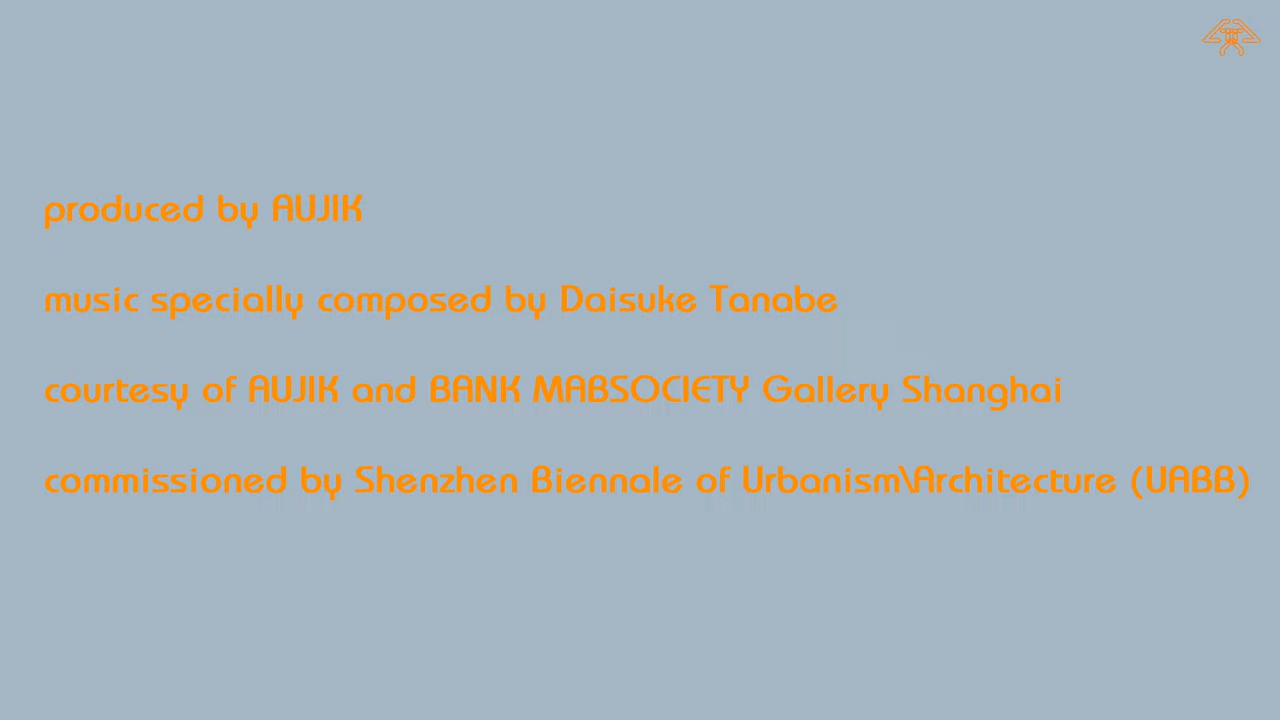 produced by AUJIK
music specially composed by Daisuke Tanabe
courtesy of AUJIK and BANK MABSOCIETY Gallery Shanghai
commissioned by Shenzhen Biennale of Urbanism\Architecture (UABB)